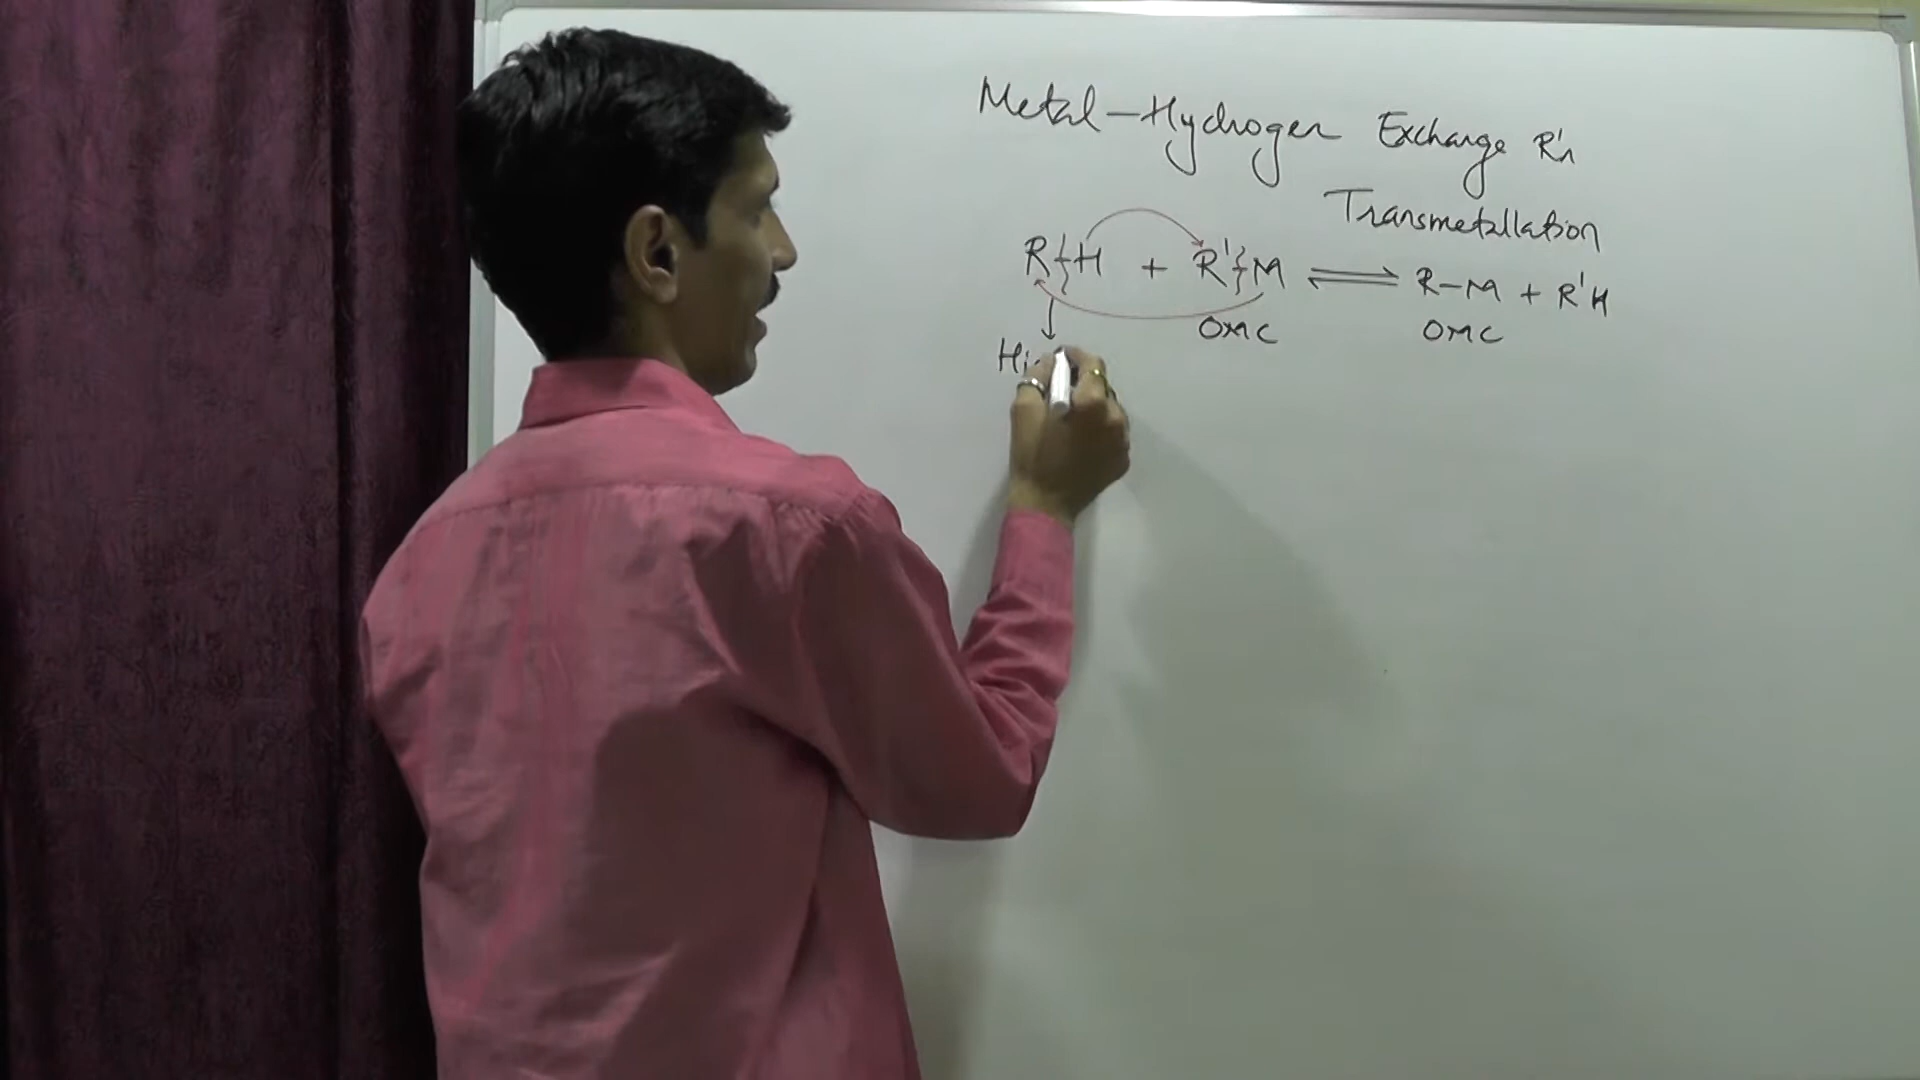 Metal-Hydrogen Exchange R'n
Transmetallation
R-H + R'-M ⇌ R-M + R'H
OMC OMC